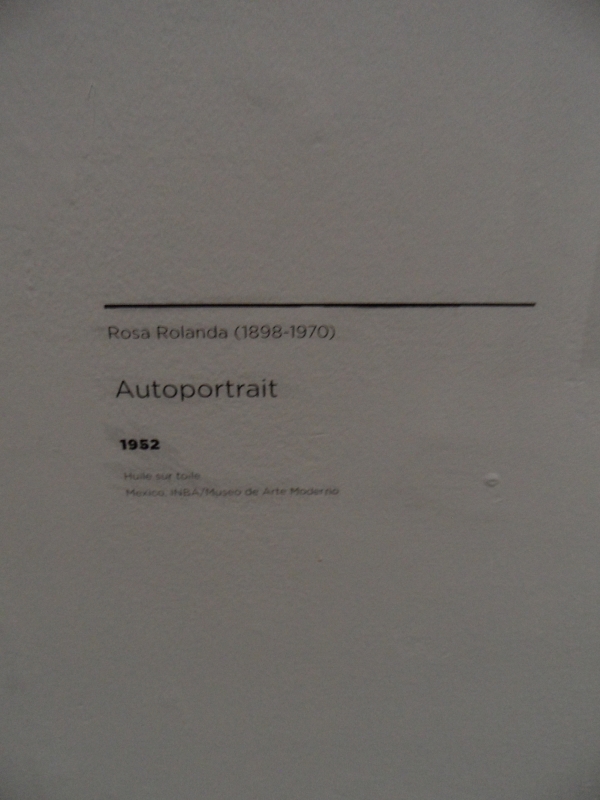 Rosa Rolanda (1898-1970)
Autoportrait
1952
Huile sur toile
Mexico, INBA/Museo de Arte Moderno